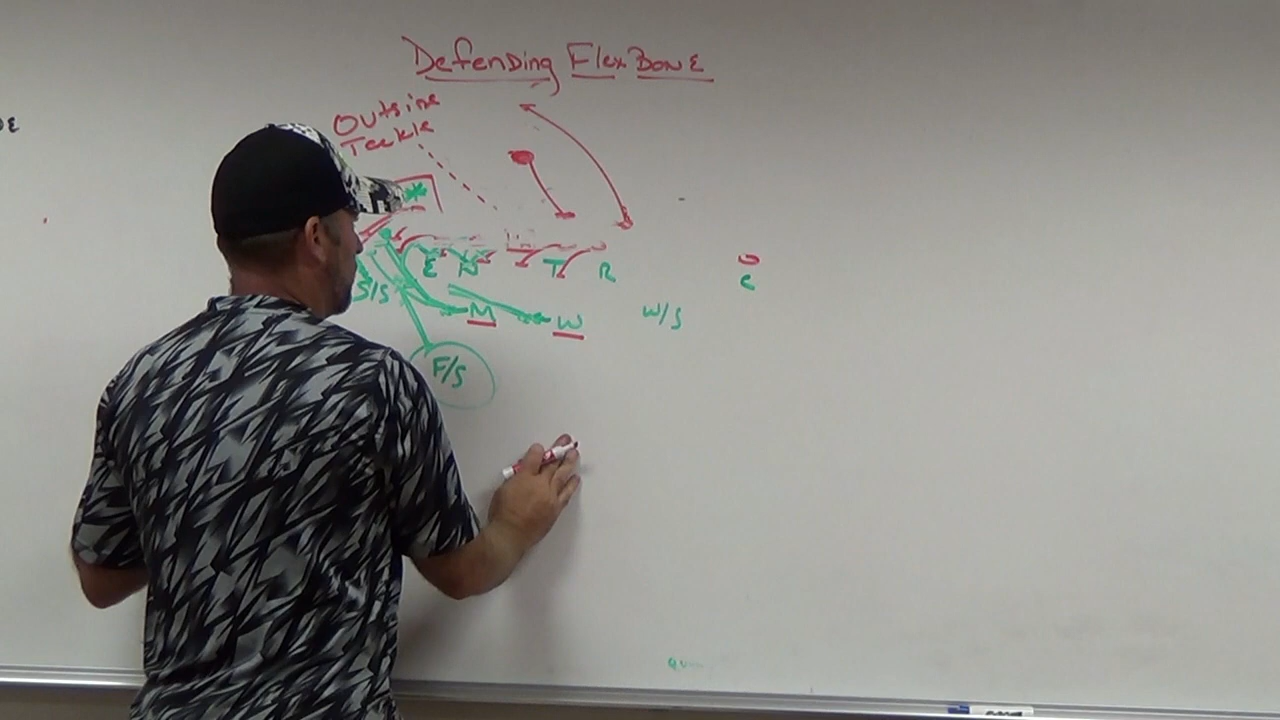 Defending FlexBone
Outside
Tackle
E N T R C
S/S M W W/S
F/S